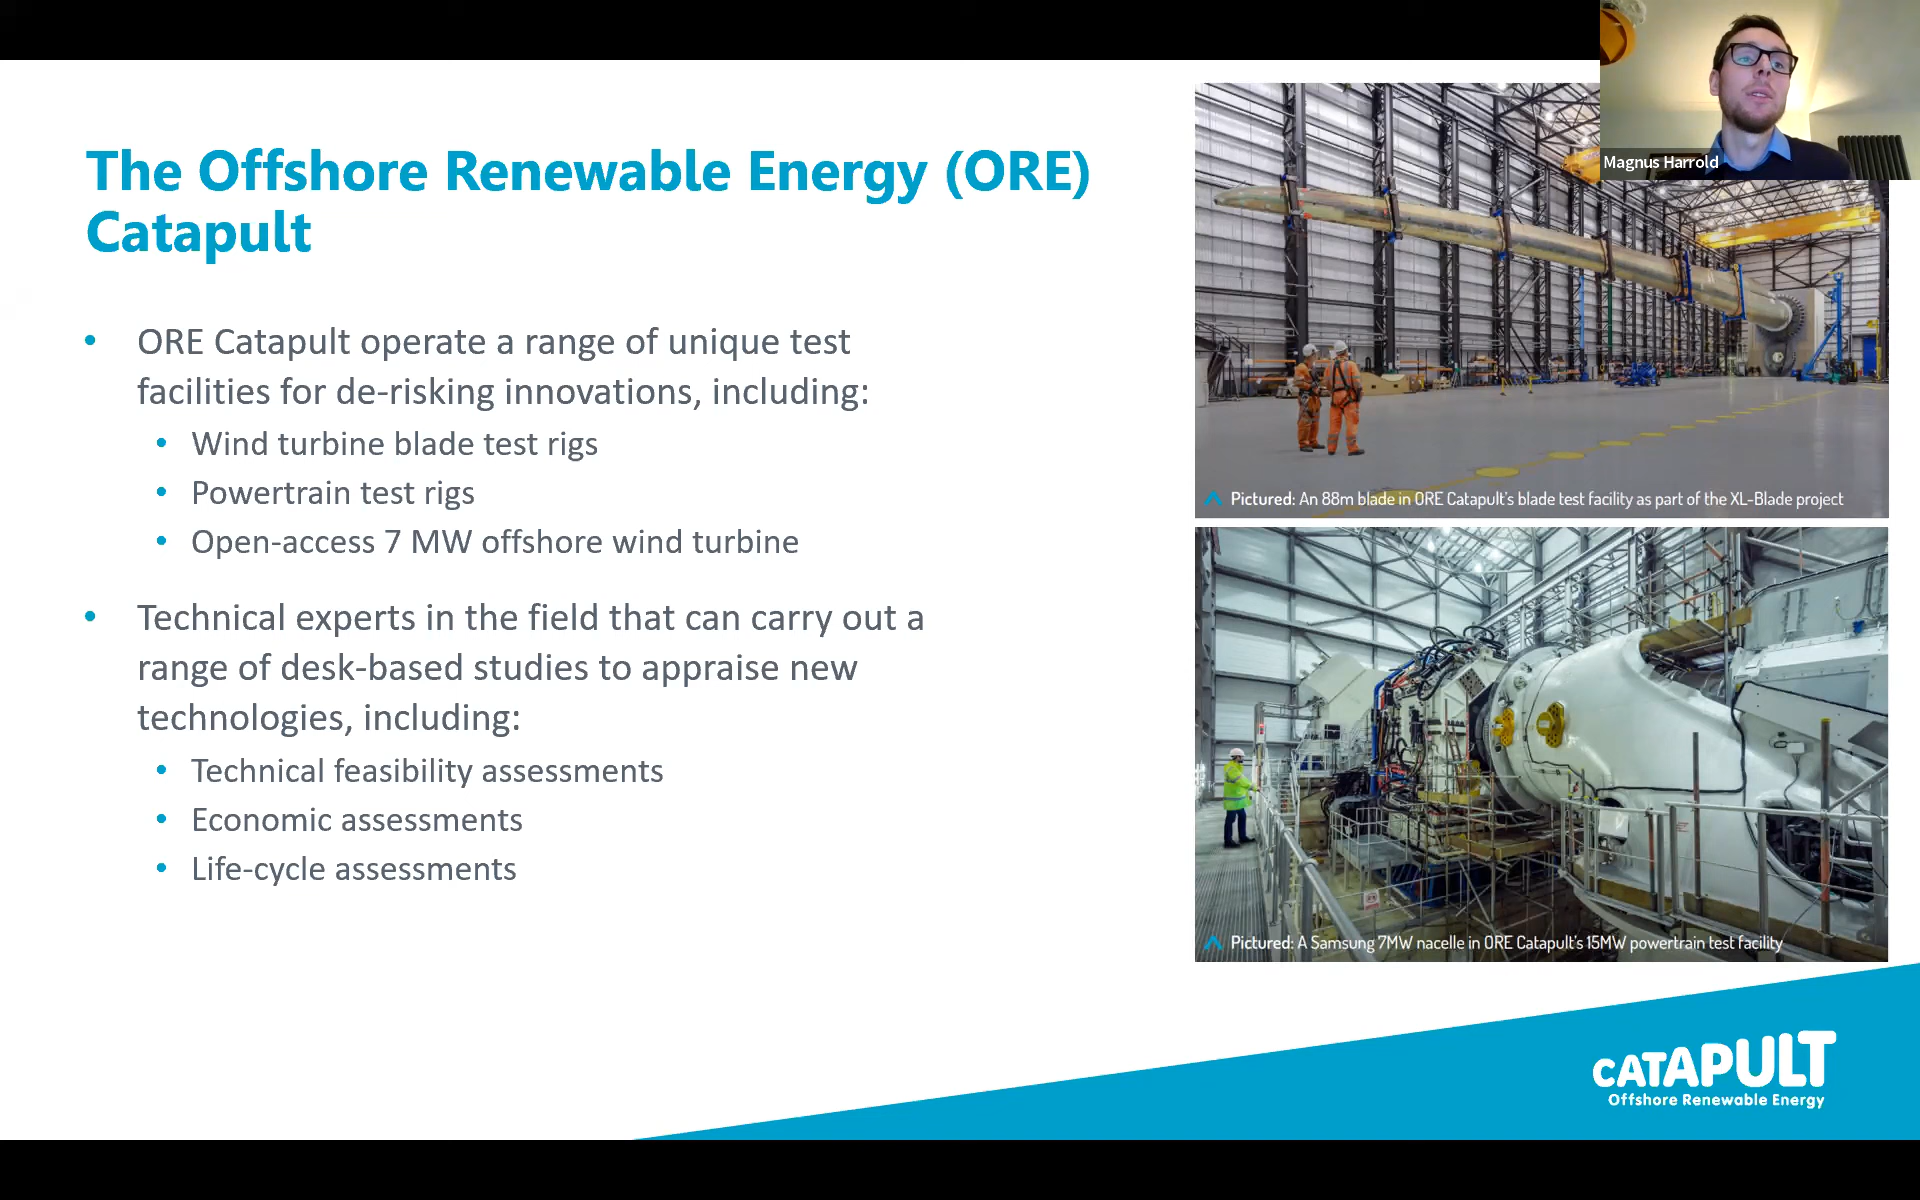 The Offshore Renewable Energy (ORE)
Catapult
• ORE Catapult operate a range of unique test
facilities for de-risking innovations, including:
• Wind turbine blade test rigs
• Powertrain test rigs
• Open-access 7 MW offshore wind turbine
• Technical experts in the field that can carry out a
range of desk-based studies to appraise new
technologies, including:
• Technical feasibility assessments
• Economic assessments
• Life-cycle assessments
Magnus Harrold
Pictured: An 88m blade in ORE Catapult's blade test facility as part of the XL-Blade project
Pictured: A Samsung 7MW nacelle in ORE Catapult's 15MW powertrain test facility
CATAPULT
Offshore Renewable Energy